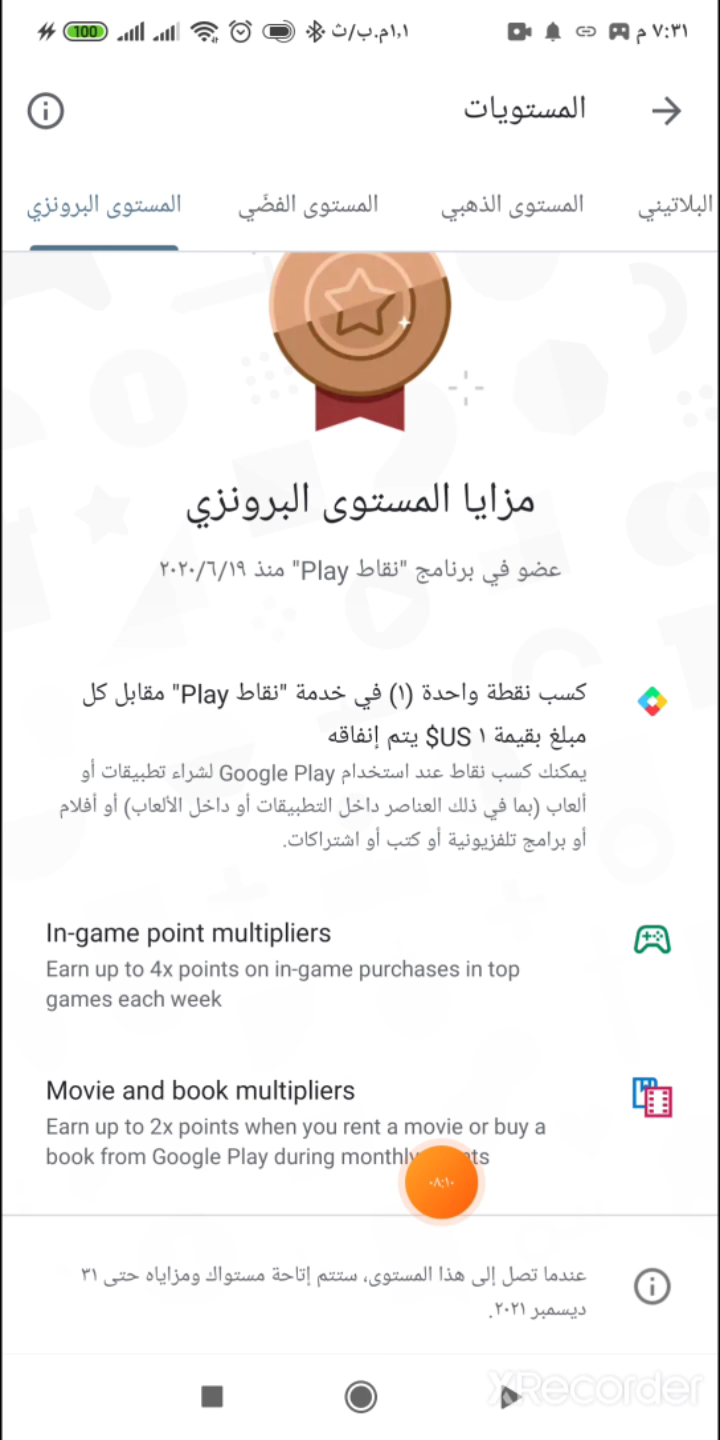 ٧:٣١ م
١,١م.ب/ث
100
المستويات
البلاتيني
المستوى الذهبي
المستوى الفضّي
المستوى البرونزي
مزايا المستوى البرونزي
عضو في برنامج "نقاط Play" منذ ٢٠٢٠/٦/١٩
كسب نقطة واحدة (١) في خدمة "نقاط Play" مقابل كل
مبلغ بقيمة ١ US$ يتم إنفاقه
يمكنك كسب نقاط عند استخدام Google Play لشراء تطبيقات أو
ألعاب (بما في ذلك العناصر داخل التطبيقات أو داخل الألعاب) أو أفلام
أو برامج تلفزيونية أو كتب أو اشتراكات.
In-game point multipliers
Earn up to 4x points on in-game purchases in top
games each week
Movie and book multipliers
Earn up to 2x points when you rent a movie or buy a
book from Google Play during monthly
٠٨:١٠
عندما تصل إلى هذا المستوى، ستتم إتاحة مستواك ومزاياه حتى ٣١
ديسمبر ٢٠٢١.
XRecorder